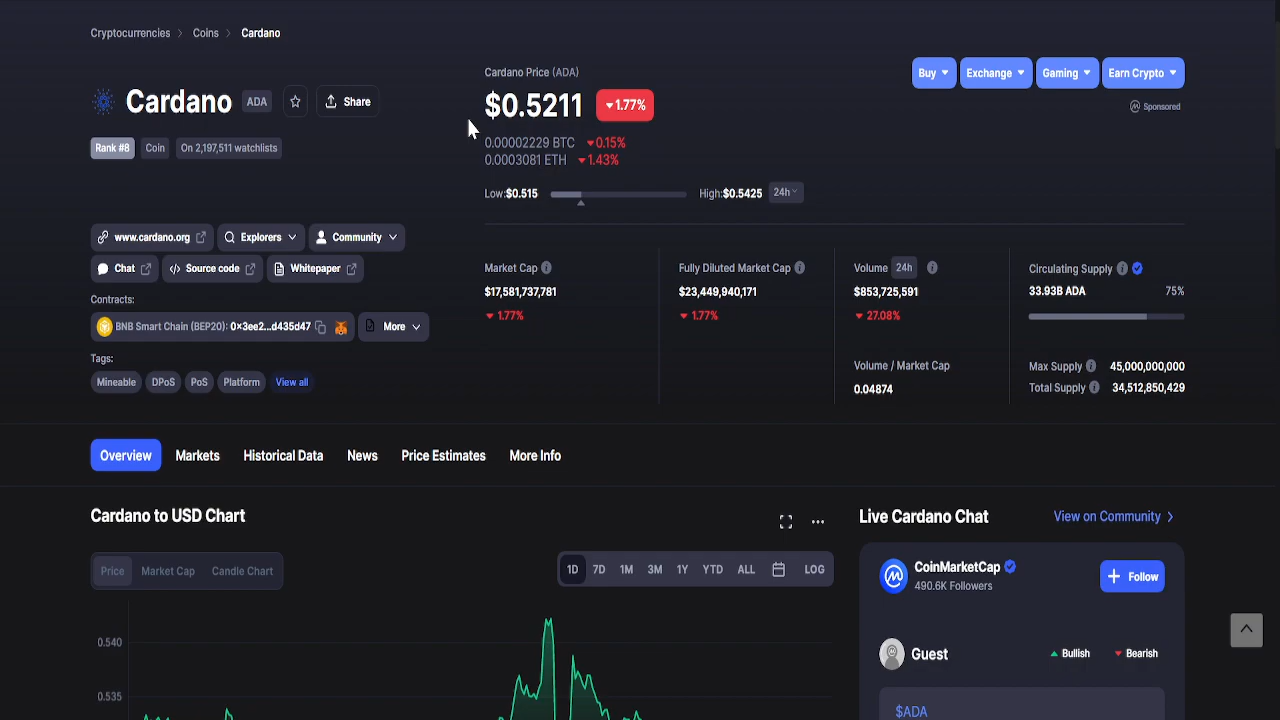 Cryptocurrencies > Coins > Cardano
Cardano ADA Share
Rank #8 Coin On 2,197,511 watchlists
www.cardano.org Explorers Community
Chat Source code Whitepaper
Contracts:
BNB Smart Chain (BEP20): 0x3ee2...d435d47 More
Tags:
Mineable DPoS PoS Platform View all
Cardano Price (ADA)
$0.5211 1.77%
0.00002229 BTC 0.15%
0.0003081 ETH 1.43%
Low:$0.515 High:$0.5425 24h
Buy Exchange Gaming Earn Crypto
Sponsored
Market Cap
$17,581,737,781
1.77%
Fully Diluted Market Cap
$23,449,940,171
1.77%
Volume 24h
$853,725,591
27.08%
Volume / Market Cap
0.04874
Circulating Supply
33.93B ADA 75%
Max Supply 45,000,000,000
Total Supply 34,512,850,429
Overview Markets Historical Data News Price Estimates More Info
Cardano to USD Chart
Price Market Cap Candle Chart
1D 7D 1M 3M 1Y YTD ALL LOG
0.540
0.535
Live Cardano Chat View on Community >
CoinMarketCap
490.6K Followers
+ Follow
Guest Bullish Bearish
$ADA